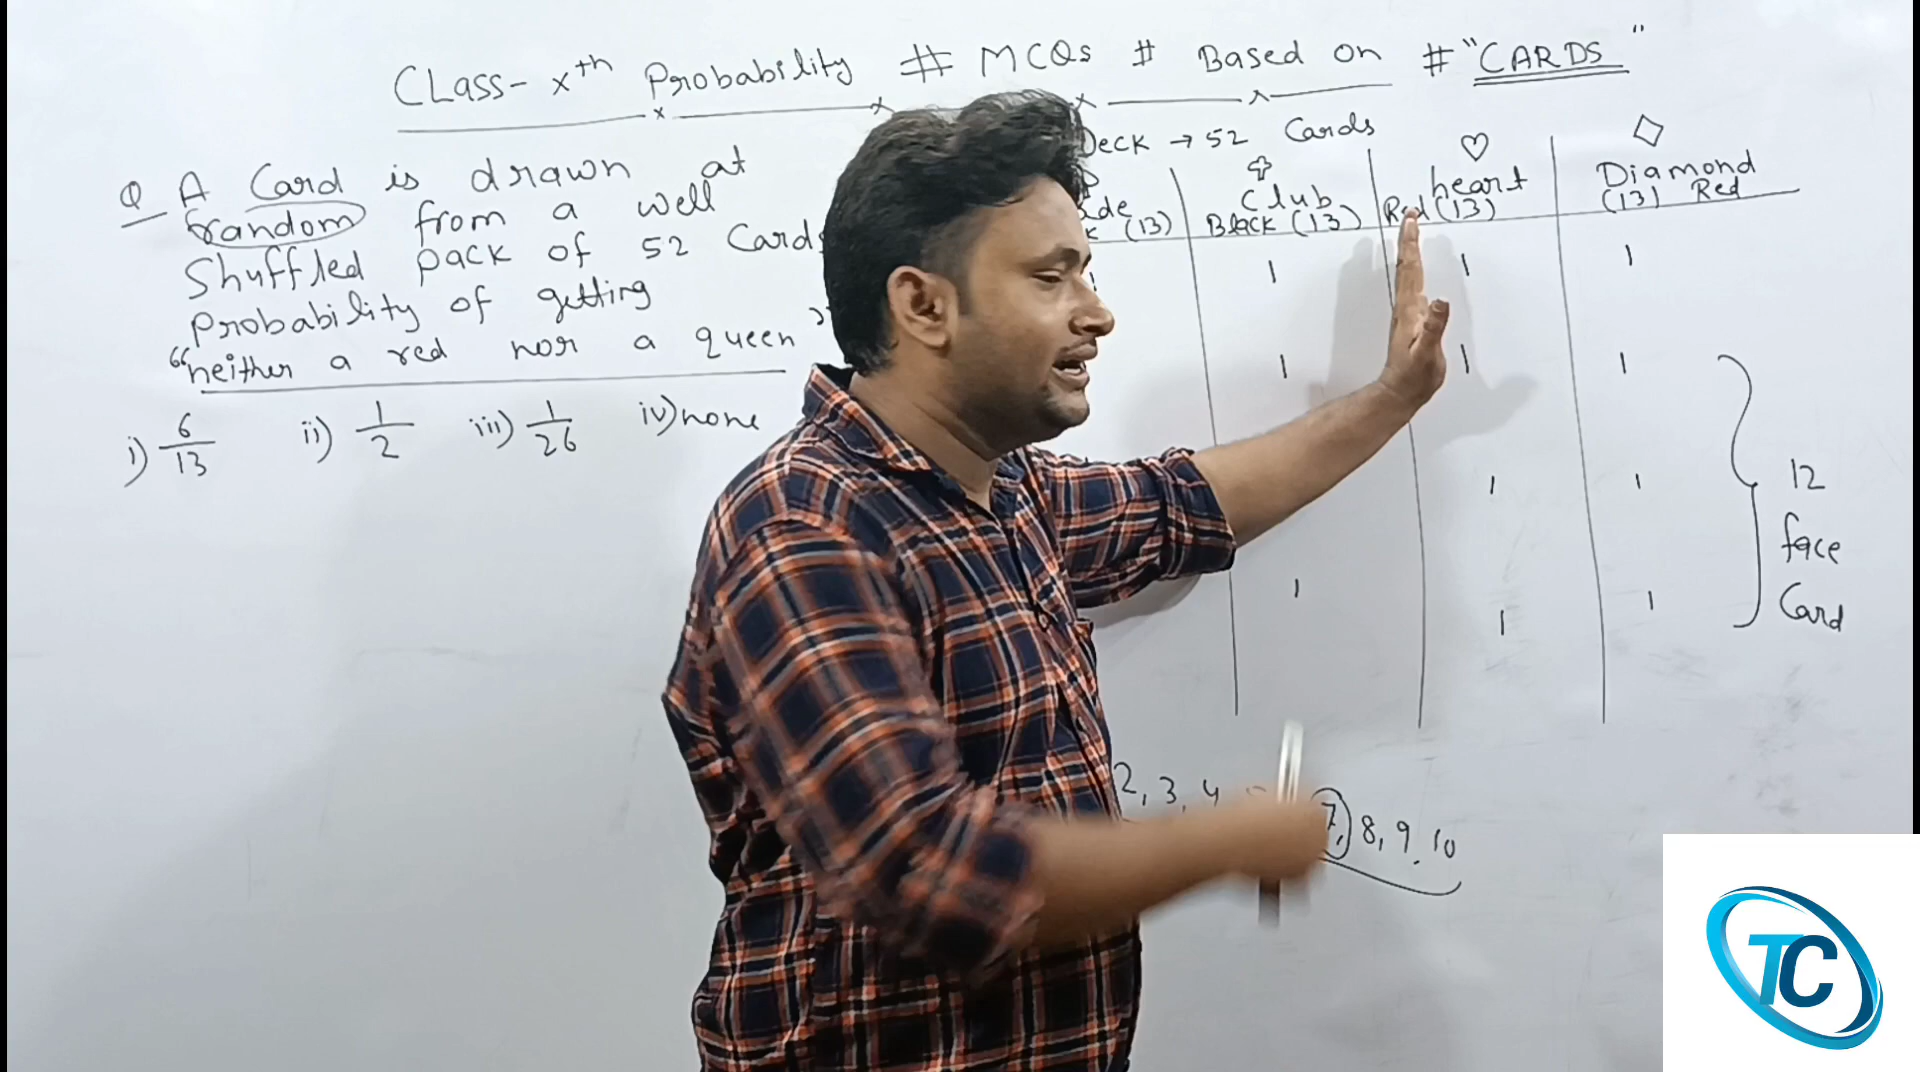 CLass- xth Probability # MCQs # Based on # "CARDS"
Q A Card is drawn at
random from a well
Shuffled pack of 52 Cards
Probability of getting
"neither a red nor a queen"
i) 6/13 ii) 1/2 iii) 1/26 iv) none
Deck → 52 Cards
(13)
Club
Black (13)
heart
Red (13)
Diamond
(13) Red
1 1 1
1 1 1
1 1
1 1 1
12
face
Card
2, 3, 4
7, 8, 9, 10
TC